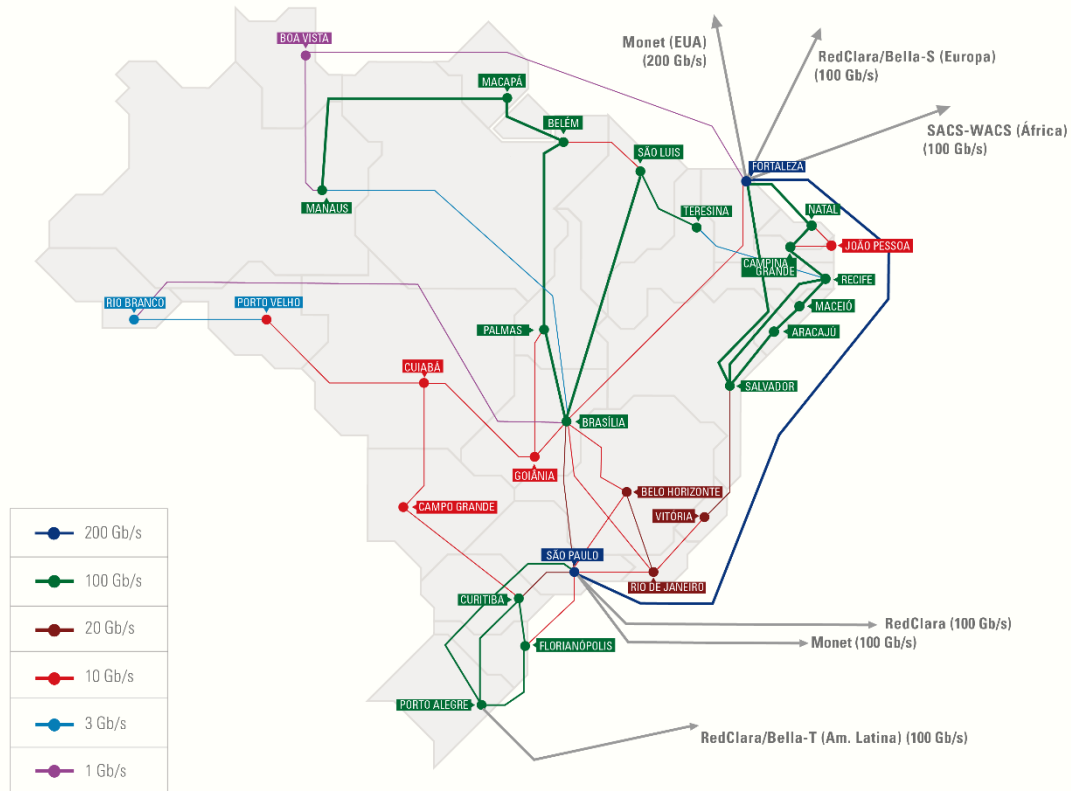 BOA VISTA
Monet (EUA)
(200 Gb/s)
RedClara/Bella-S (Europa)
(100 Gb/s)
MACAPÁ
SACS-WACS (África)
(100 Gb/s)
BELÉM
SÃO LUIS
FORTALEZA
MANAUS
TERESINA
NATAL
JOÃO PESSOA
CAMPINA
GRANDE
RECIFE
RIO BRANCO
PORTO VELHO
MACEIÓ
PALMAS
ARACAJÚ
CUIABÁ
SALVADOR
BRASÍLIA
GOIÂNIA
BELO HORIZONTE
CAMPO GRANDE
VITÓRIA
200 Gb/s
SÃO PAULO
100 Gb/s
RIO DE JANEIRO
CURITIBA
20 Gb/s
RedClara (100 Gb/s)
Monet (100 Gb/s)
FLORIANÓPOLIS
10 Gb/s
PORTO ALEGRE
3 Gb/s
RedClara/Bella-T (Am. Latina) (100 Gb/s)
1 Gb/s